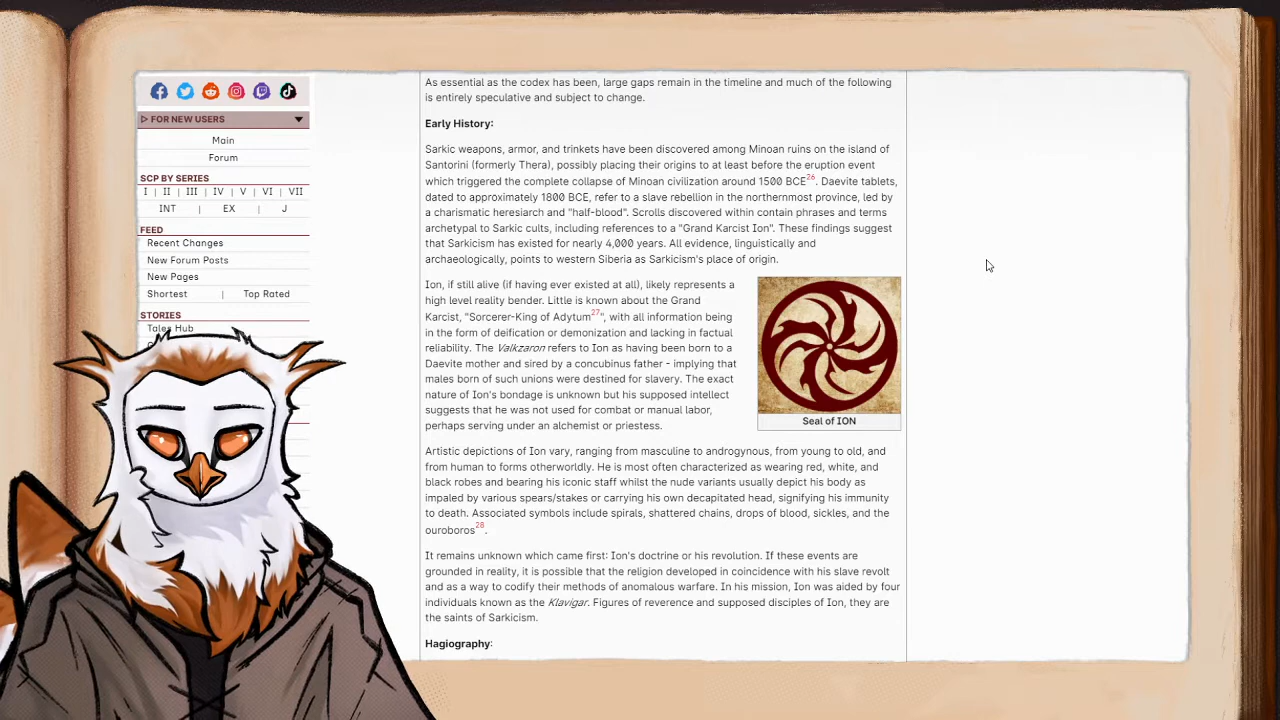 ▷ FOR NEW USERS
Main
Forum
SCP BY SERIES
I | II | III | IV | V | VI | VII
INT | EX | J
FEED
Recent Changes
New Forum Posts
New Pages
Shortest | Top Rated
STORIES
Tales Hub
As essential as the codex has been, large gaps remain in the timeline and much of the following
is entirely speculative and subject to change.
Early History:
Sarkic weapons, armor, and trinkets have been discovered among Minoan ruins on the island of
Santorini (formerly Thera), possibly placing their origins to at least before the eruption event
which triggered the complete collapse of Minoan civilization around 1500 BCE26. Daevite tablets,
dated to approximately 1800 BCE, refer to a slave rebellion in the northernmost province, led by
a charismatic heresiarch and "half-blood". Scrolls discovered within contain phrases and terms
archetypal to Sarkic cults, including references to a "Grand Karcist Ion". These findings suggest
that Sarkicism has existed for nearly 4,000 years. All evidence, linguistically and
archaeologically, points to western Siberia as Sarkicism's place of origin.
Ion, if still alive (if having ever existed at all), likely represents a
high level reality bender. Little is known about the Grand
Karcist, "Sorcerer-King of Adytum27", with all information being
in the form of deification or demonization and lacking in factual
reliability. The Valkzaron refers to Ion as having been born to a
Daevite mother and sired by a concubinus father - implying that
males born of such unions were destined for slavery. The exact
nature of Ion's bondage is unknown but his supposed intellect
suggests that he was not used for combat or manual labor,
perhaps serving under an alchemist or priestess.
Seal of ION
Artistic depictions of Ion vary, ranging from masculine to androgynous, from young to old, and
from human to forms otherworldly. He is most often characterized as wearing red, white, and
black robes and bearing his iconic staff whilst the nude variants usually depict his body as
impaled by various spears/stakes or carrying his own decapitated head, signifying his immunity
to death. Associated symbols include spirals, shattered chains, drops of blood, sickles, and the
ouroboros28.
It remains unknown which came first: Ion's doctrine or his revolution. If these events are
grounded in reality, it is possible that the religion developed in coincidence with his slave revolt
and as a way to codify their methods of anomalous warfare. In his mission, Ion was aided by four
individuals known as the Klavigar. Figures of reverence and supposed disciples of Ion, they are
the saints of Sarkicism.
Hagiography: